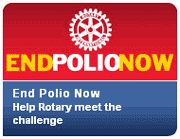 ENDPOLIONOW
End Polio Now
Help Rotary meet the
challenge